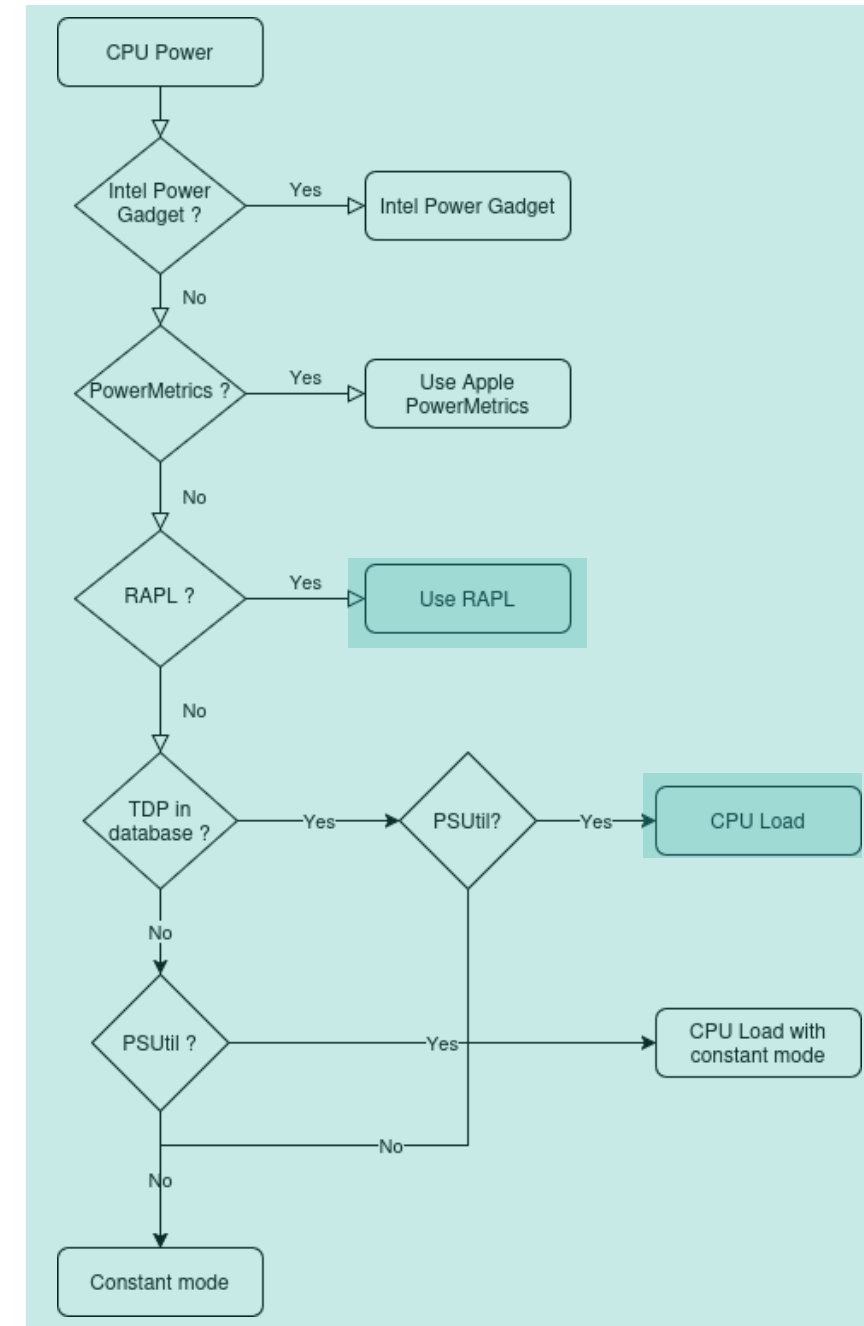 CPU Power
Intel Power
Gadget ?
Yes
Intel Power Gadget
No
PowerMetrics ?
Yes
Use Apple
PowerMetrics
No
RAPL ?
Yes
Use RAPL
No
TDP in
database ?
Yes
PSUtil?
Yes
CPU Load
No
PSUtil ?
Yes
CPU Load with
constant mode
No
No
Constant mode